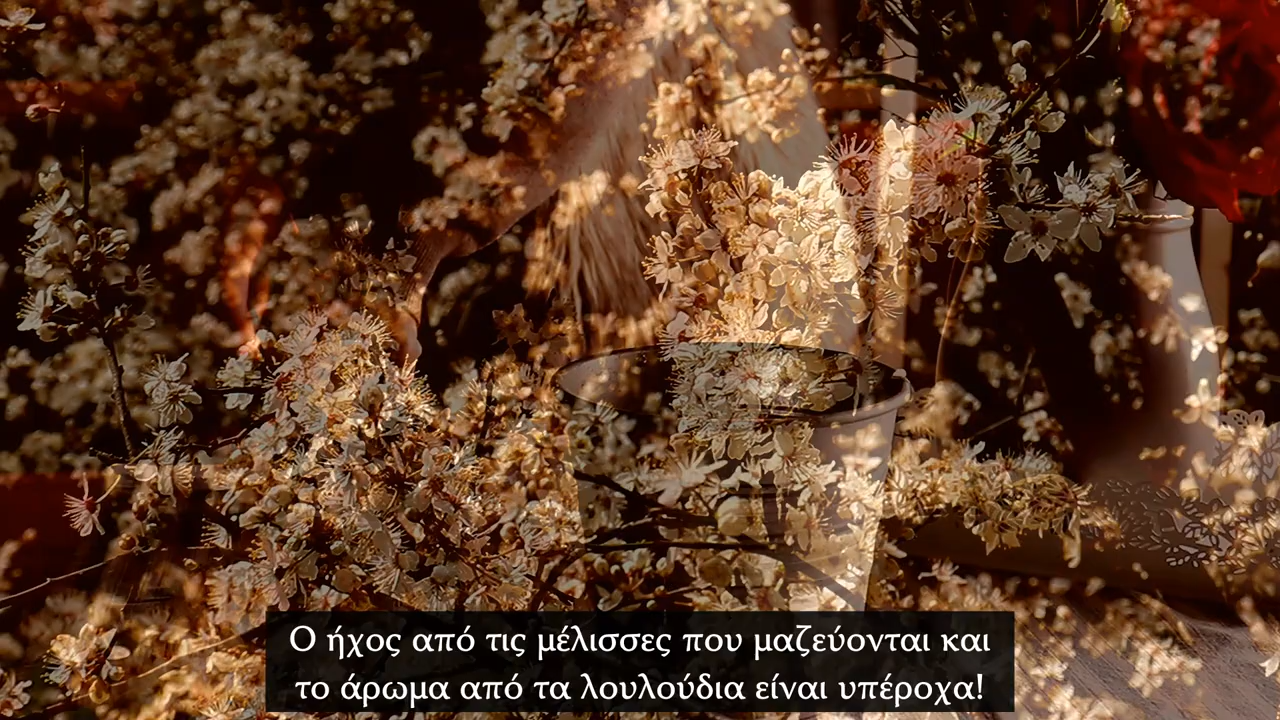 Ο ήχος από τις μέλισσες που μαζεύονται και
το άρωμα από τα λουλούδια είναι υπέροχα!